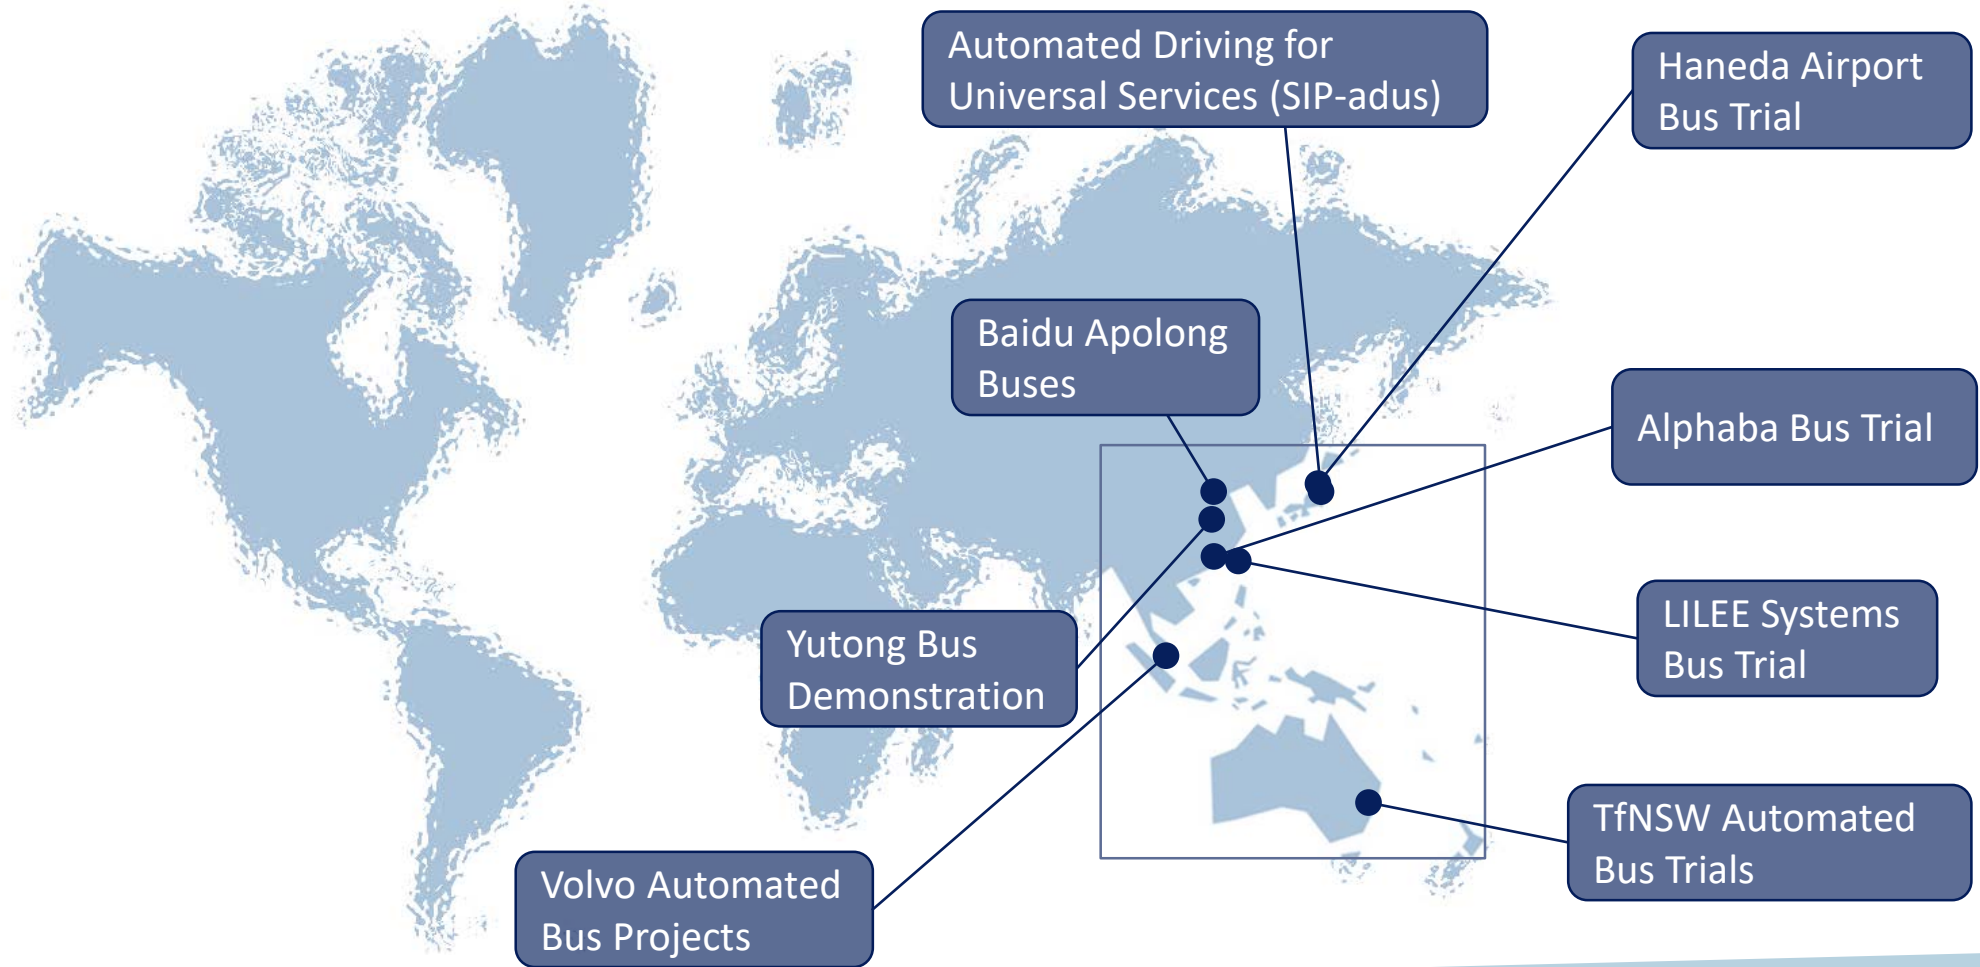 Automated Driving for
Universal Services (SIP-adus)
Haneda Airport
Bus Trial
Baidu Apolong
Buses
Alphaba Bus Trial
LILEE Systems
Bus Trial
Yutong Bus
Demonstration
TfNSW Automated
Bus Trials
Volvo Automated
Bus Projects